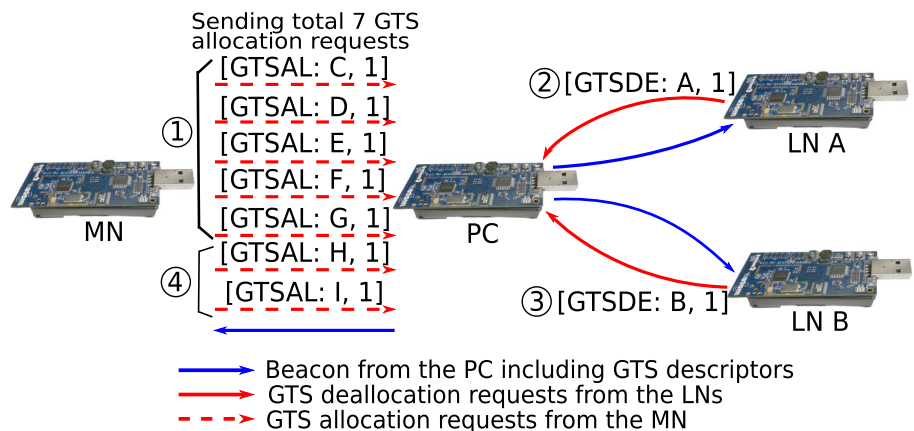 Sending total 7 GTS
allocation requests
[GTSAL: C, 1]
[GTSAL: D, 1]
[GTSAL: E, 1]
[GTSAL: F, 1]
[GTSAL: G, 1]
①
[GTSAL: H, 1]
[GTSAL: I, 1]
④
MN
PC
② [GTSDE: A, 1]
LN A
③ [GTSDE: B, 1]
LN B
Beacon from the PC including GTS descriptors
GTS deallocation requests from the LNs
GTS allocation requests from the MN